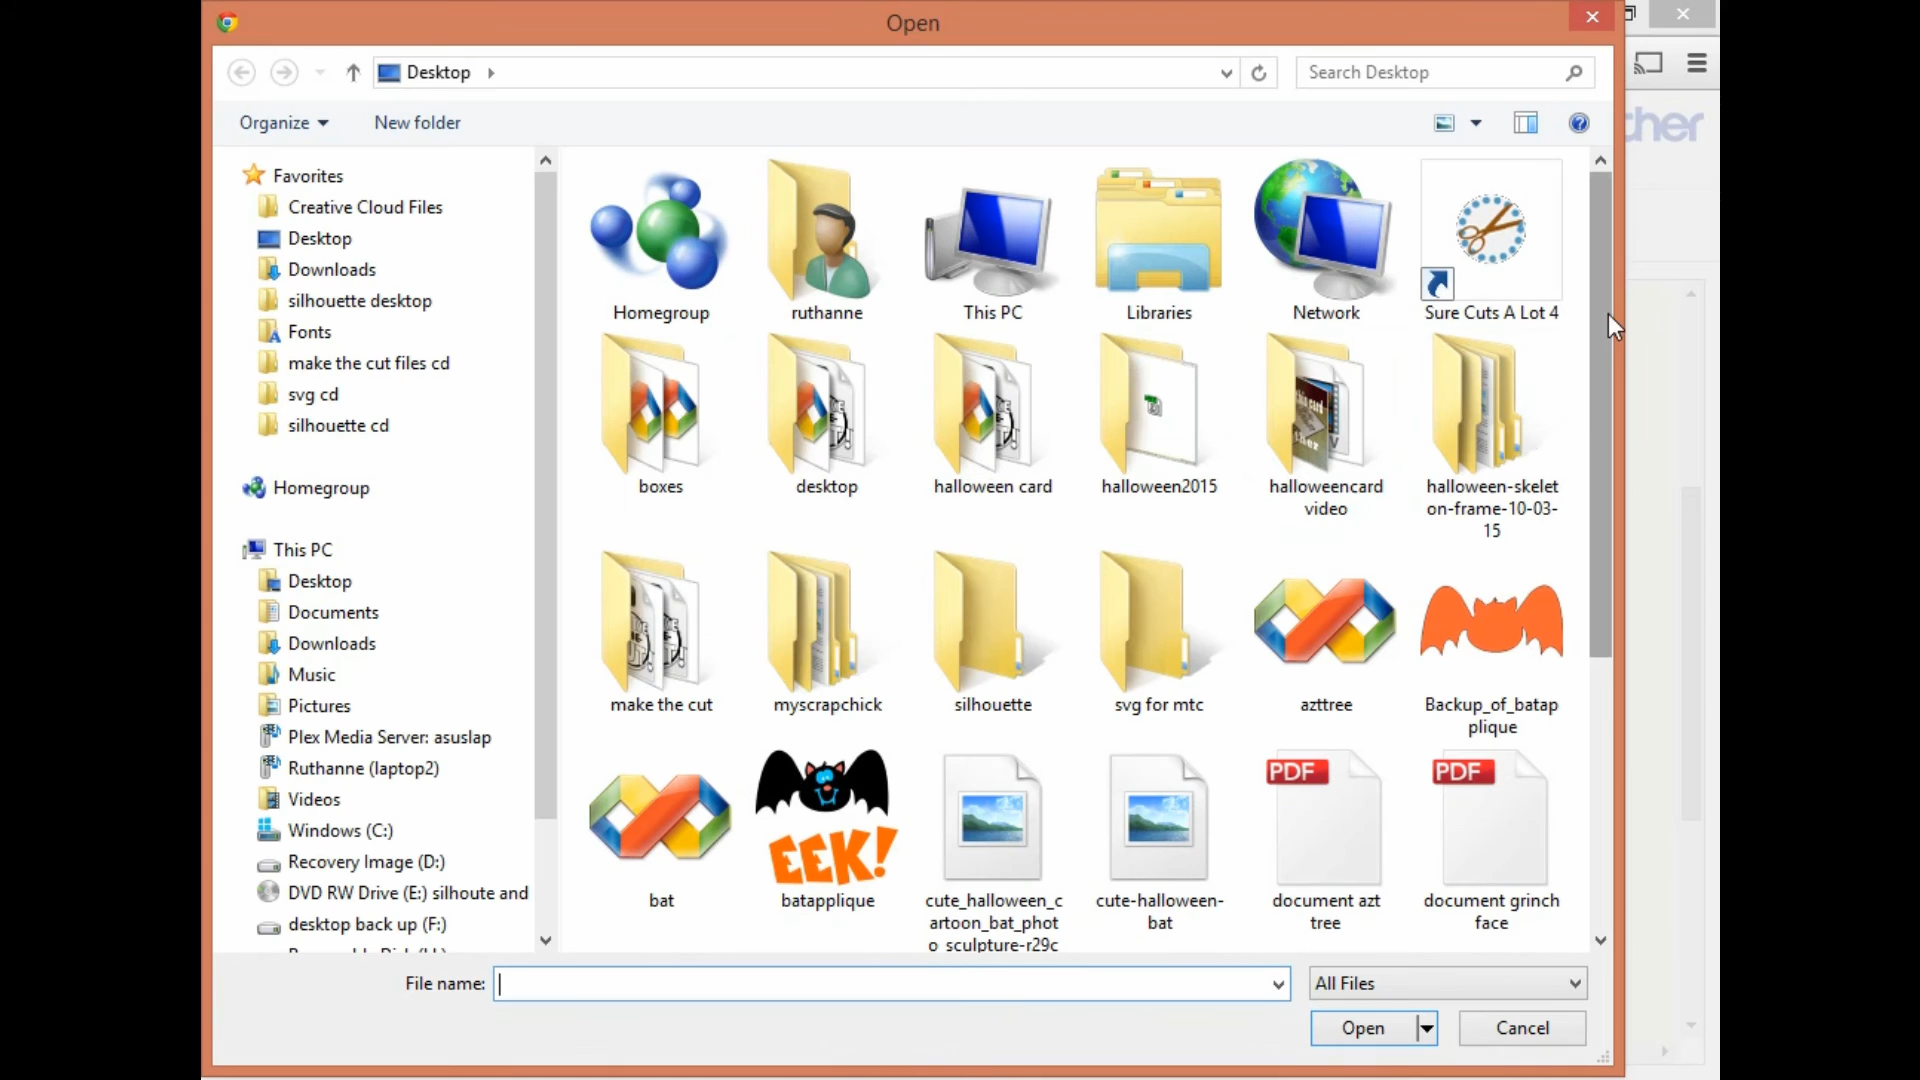 Open
Desktop
Search Desktop
Organize
New folder
Favorites
Creative Cloud Files
Desktop
Downloads
silhouette desktop
Fonts
make the cut files cd
svg cd
silhouette cd
Homegroup
This PC
Desktop
Documents
Downloads
Music
Pictures
Plex Media Server: asuslap
Ruthanne (laptop2)
Videos
Windows (C:)
Recovery Image (D:)
DVD RW Drive (E:) silhoute and
desktop back up (F:)
Homegroup
ruthanne
This PC
Libraries
Network
Sure Cuts A Lot 4
boxes
desktop
halloween card
halloween2015
halloweencard
video
halloween-skelet
on-frame-10-03-
15
make the cut
myscrapchick
silhouette
svg for mtc
azttree
Backup_of_batap
plique
EEK!
PDF
PDF
bat
batapplique
cute_halloween_c
artoon_bat_phot
o_sculpture-r29c
cute-halloween-
bat
document azt
tree
document grinch
face
File name:
All Files
Open
Cancel
ther